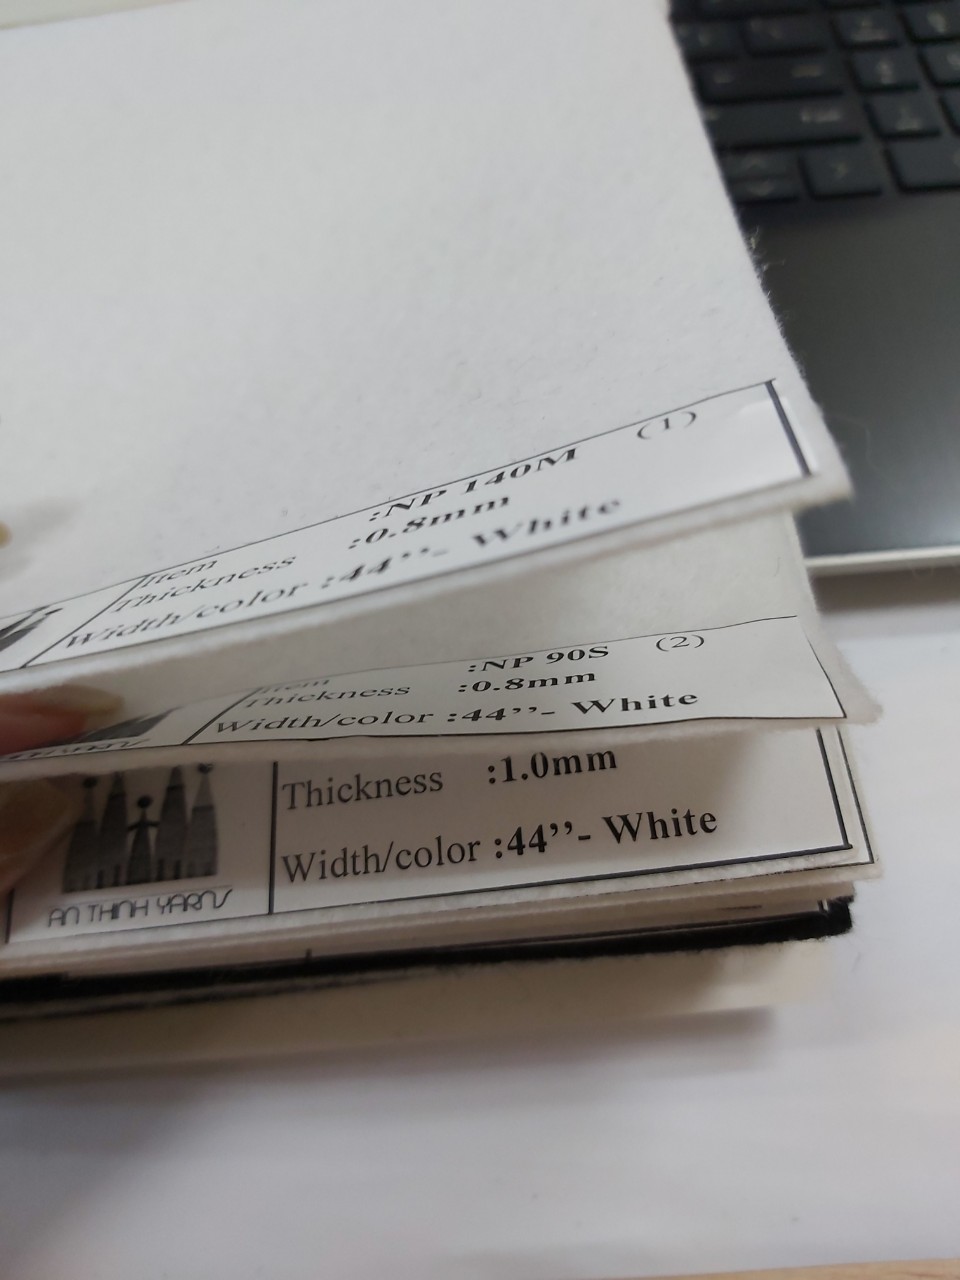 (1)
Item :NP 140M
Thickness :0.8mm
Width/color :44’’- White
(2)
Item :NP 90S
Thickness :0.8mm
Width/color :44’’- White
Thickness :1.0mm
Width/color :44’’- White
AN THINH YARNS